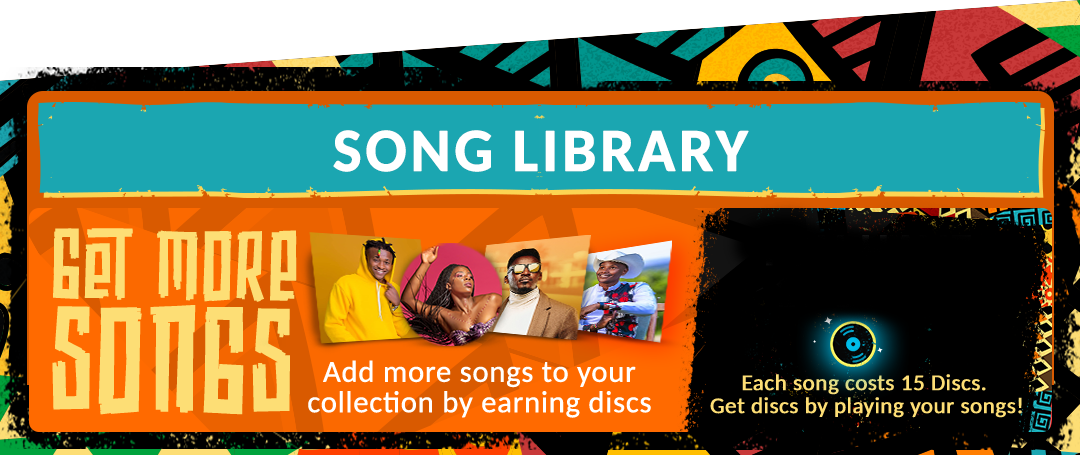 SONG LIBRARY
GET MORE
SONGS
Add more songs to your
collection by earning discs
Each song costs 15 Discs.
Get discs by playing your songs!